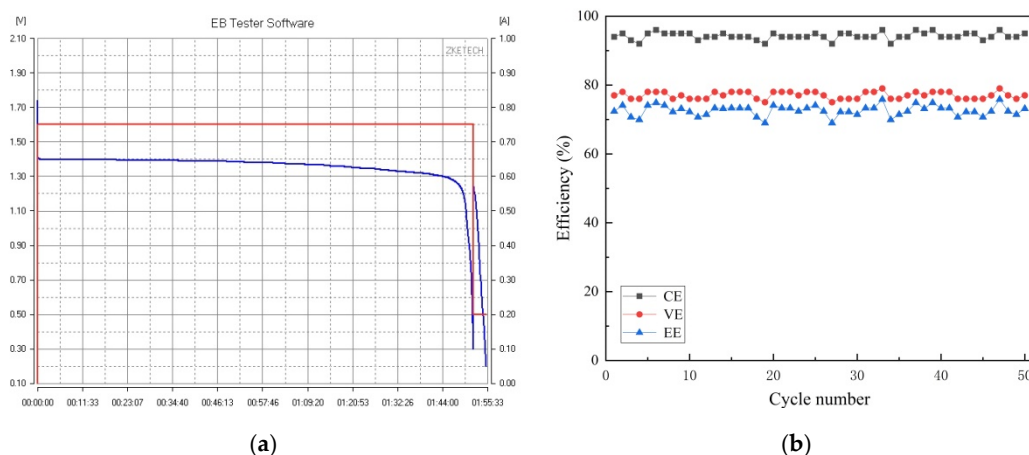 [V]
EB Tester Software
[A]
ZKETECH
2.10
1.90
1.70
1.50
1.30
1.10
0.90
0.70
0.50
0.30
0.10
1.00
0.90
0.80
0.70
0.60
0.50
0.40
0.30
0.20
0.10
0.00
00:00:00 00:11:33 00:23:07 00:34:40 00:46:13 00:57:46 01:09:20 01:20:53 01:32:26 01:44:00 01:55:33
(a)
100
80
60
40
20
0
Efficiency (%)
CE
VE
EE
0 10 20 30 40 50
Cycle number
(b)